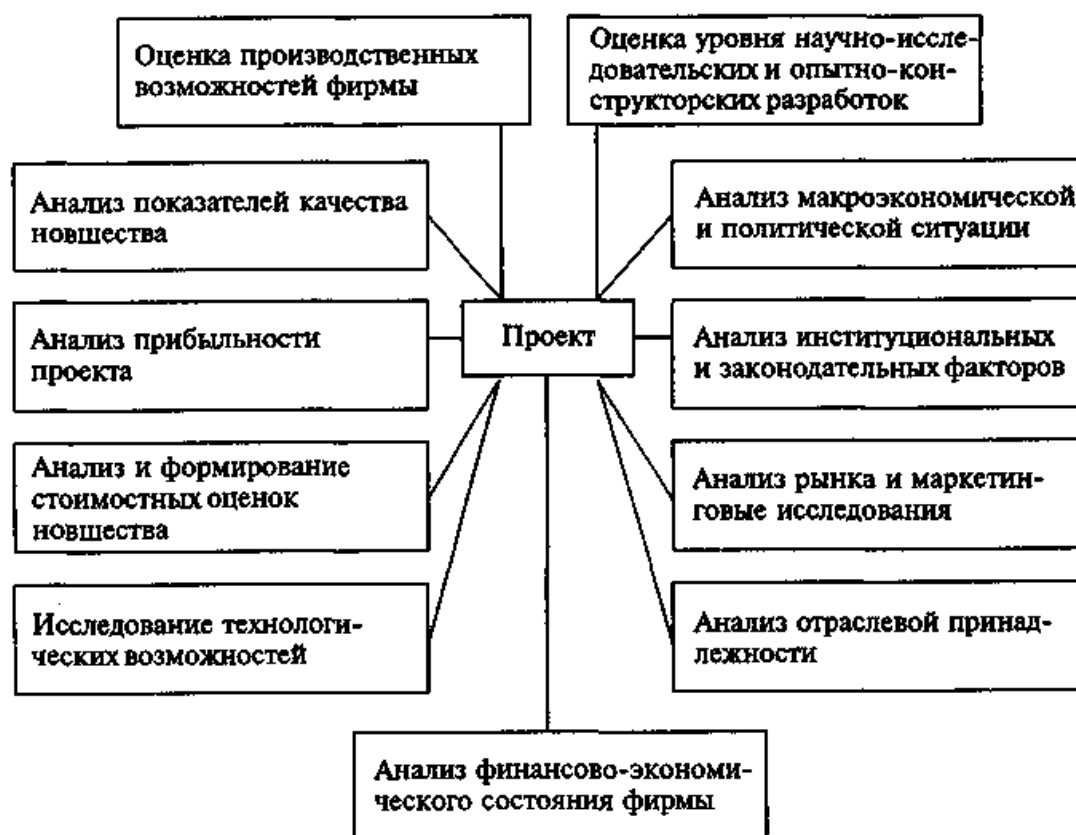 Оценка производственных
возможностей фирмы
Оценка уровня научно-иссле-
довательских и опытно-кон-
структорских разработок
Анализ показателей качества
новшества
Анализ макроэкономической
и политической ситуации
Анализ прибыльности
проекта
Проект
Анализ институциональных
и законодательных факторов
Анализ и формирование
стоимостных оценок
новшества
Анализ рынка и маркетин-
говые исследования
Исследование технологи-
ческих возможностей
Анализ отраслевой принад-
лежности
Анализ финансово-экономи-
ческого состояния фирмы